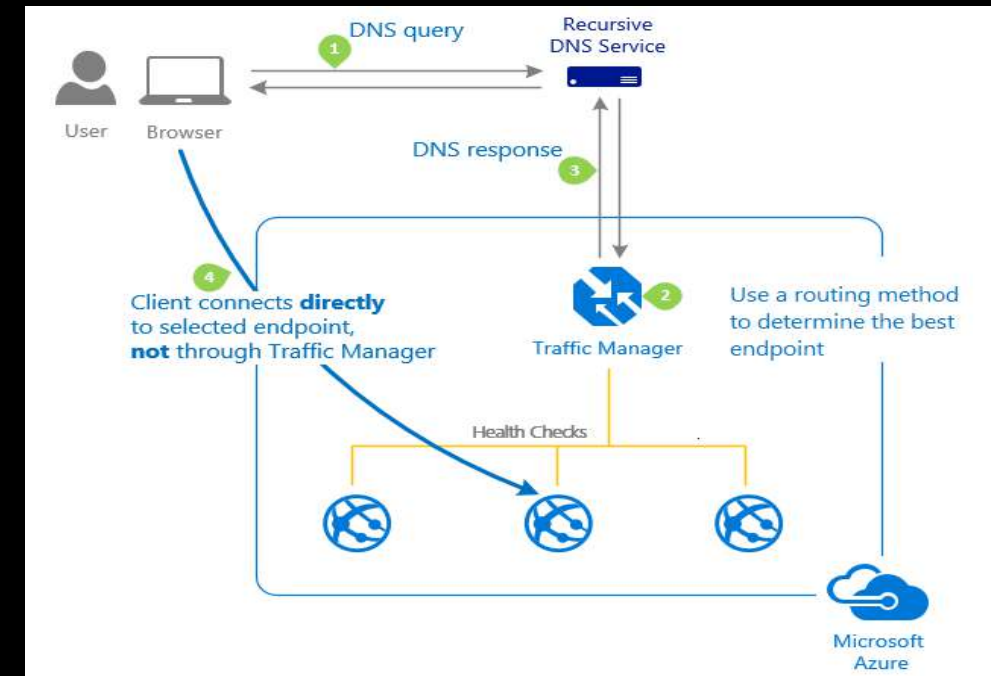 DNS query
1
Recursive
DNS Service
User
Browser
DNS response
3
4
Client connects directly
to selected endpoint,
not through Traffic Manager
2
Traffic Manager
Use a routing method
to determine the best
endpoint
Health Checks
Microsoft
Azure